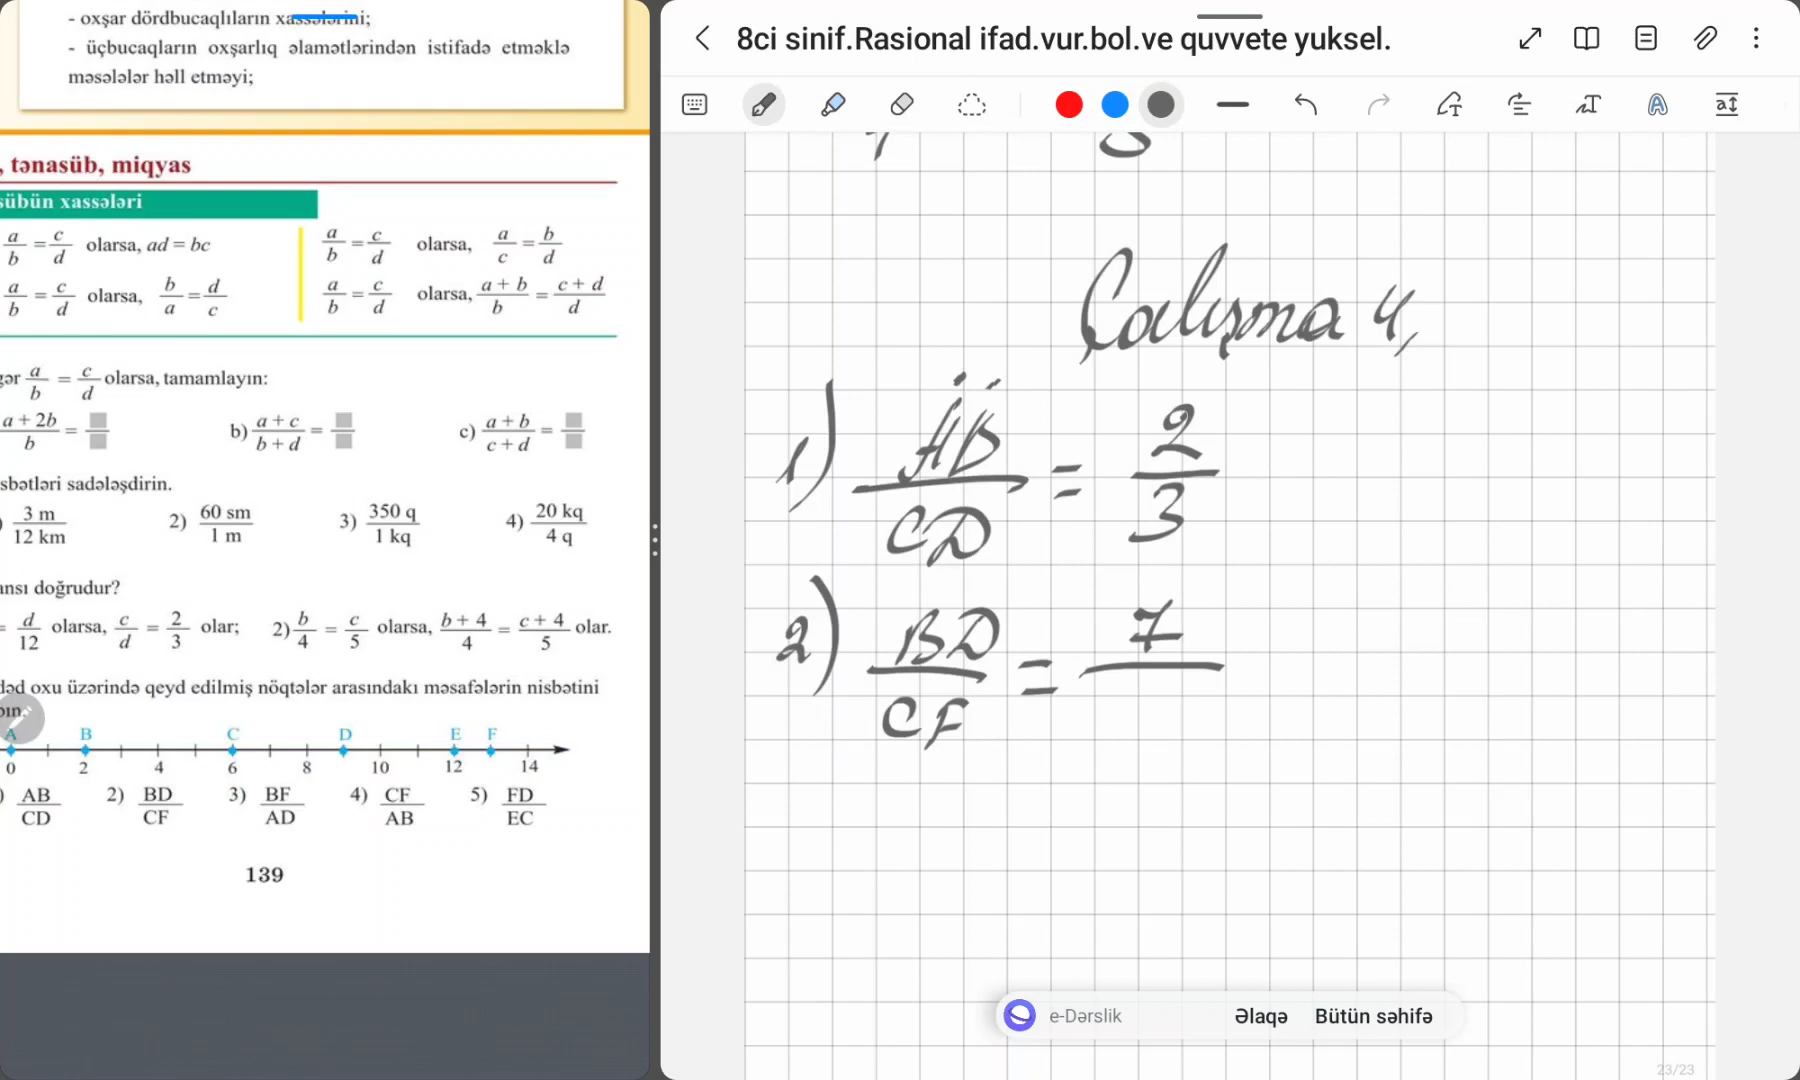 - oxşar dördbucaqlıların xassələrini;
- üçbucaqların oxşarlıq əlamətlərindən istifadə etməklə
məsələlər həll etməyi;
, tənasüb, miqyas
sübün xassələri
a/b = c/d olarsa, ad = bc
a/b = c/d olarsa, a/c = b/d
a/b = c/d olarsa, b/a = d/c
a/b = c/d olarsa, a + b/b = c + d/d
gər a/b = c/d olarsa, tamamlayın:
a + 2b/b =
b) a + c/b + d =
c) a + b/c + d =
sbətləri sadələşdirin.
) 3 m/12 km
2) 60 sm/1 m
3) 350 q/1 kq
4) 20 kq/4 q
ansı doğrudur?
= d/12 olarsa, c/d = 2/3 olar;
2) b/4 = c/5 olarsa, b + 4/4 = c + 4/5 olar.
dəd oxu üzərində qeyd edilmiş nöqtələr arasındakı məsafələrin nisbətini
pın.
A B C D E F
0 2 4 6 8 10 12 14
) AB/CD
2) BD/CF
3) BF/AD
4) CF/AB
5) FD/EC
139
8ci sinif.Rasional ifad.vur.bol.ve quvvete yuksel.
Çalışma 4,
1) AB/CD = 2/3
2) BD/CF = 7
e-Dərslik
Əlaqə
Bütün səhifə
23/23